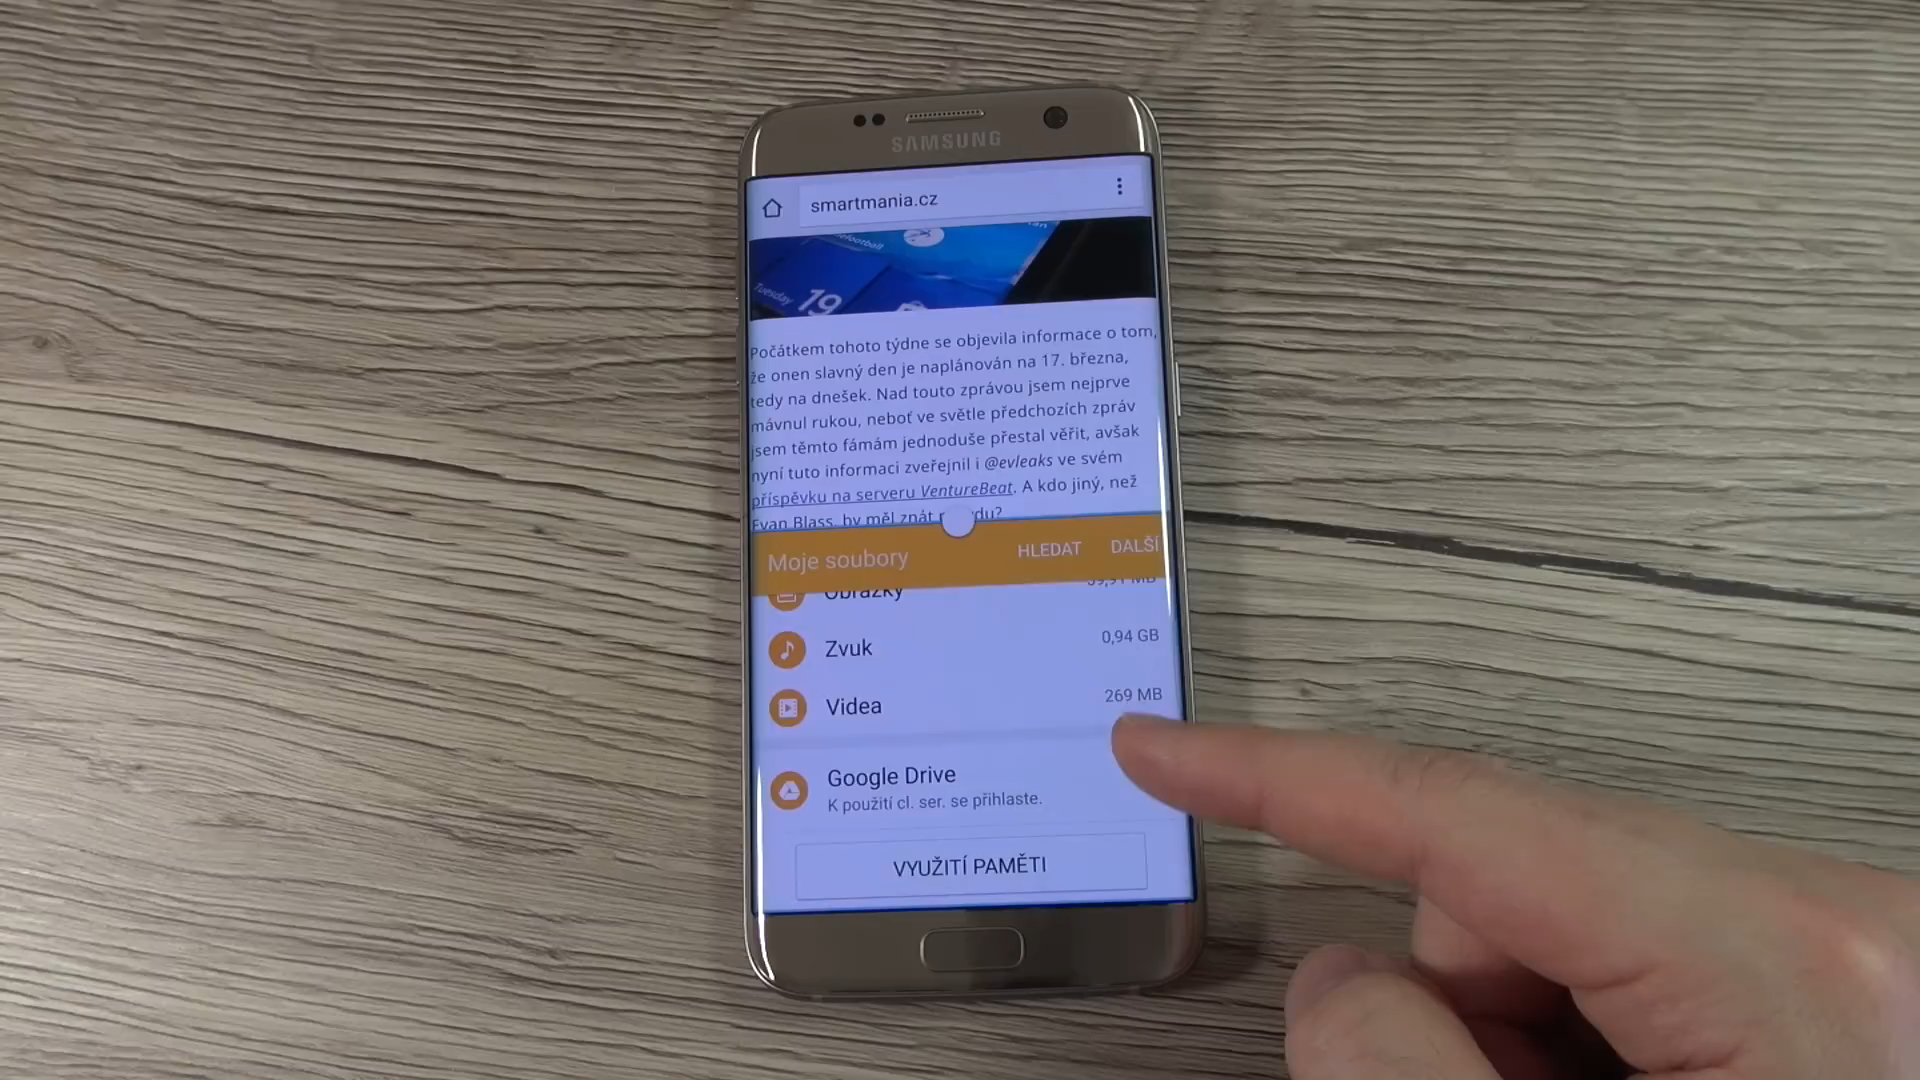 SAMSUNG
smartmania.cz
Tuesday
19
Počátkem tohoto týdne se objevila informace o tom,
že onen slavný den je naplánován na 17. března,
tedy na dnešek. Nad touto zprávou jsem nejprve
mávnul rukou, neboť ve světle předchozích zpráv
jsem těmto fámám jednoduše přestal věřit, avšak
nyní tuto informaci zveřejnil i @evleaks ve svém
příspěvku na serveru VentureBeat. A kdo jiný, než
Evan Blass, by měl znát
Moje soubory
HLEDAT
DALŠÍ
Obrázky
Zvuk
0,94 GB
Videa
269 MB
Google Drive
K použití cl. ser. se přihlaste.
VYUŽITÍ PAMĚTI